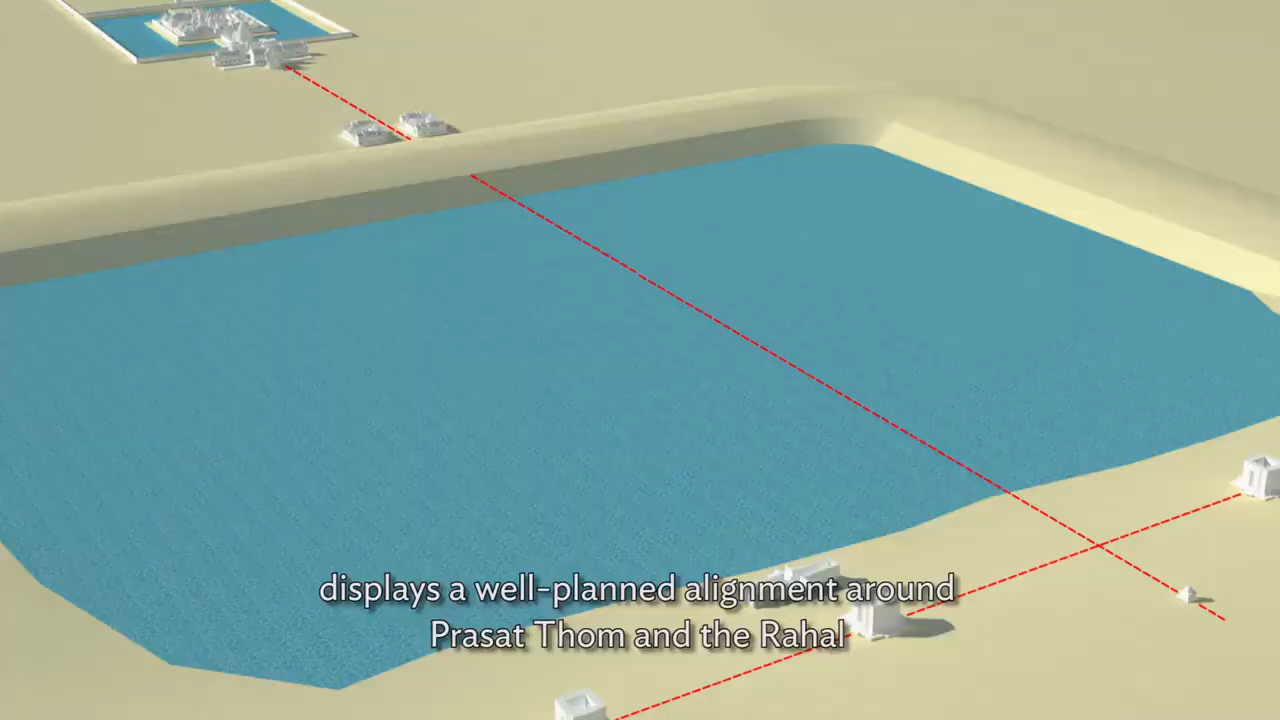 displays a well-planned alignment around
Prasat Thom and the Rahal